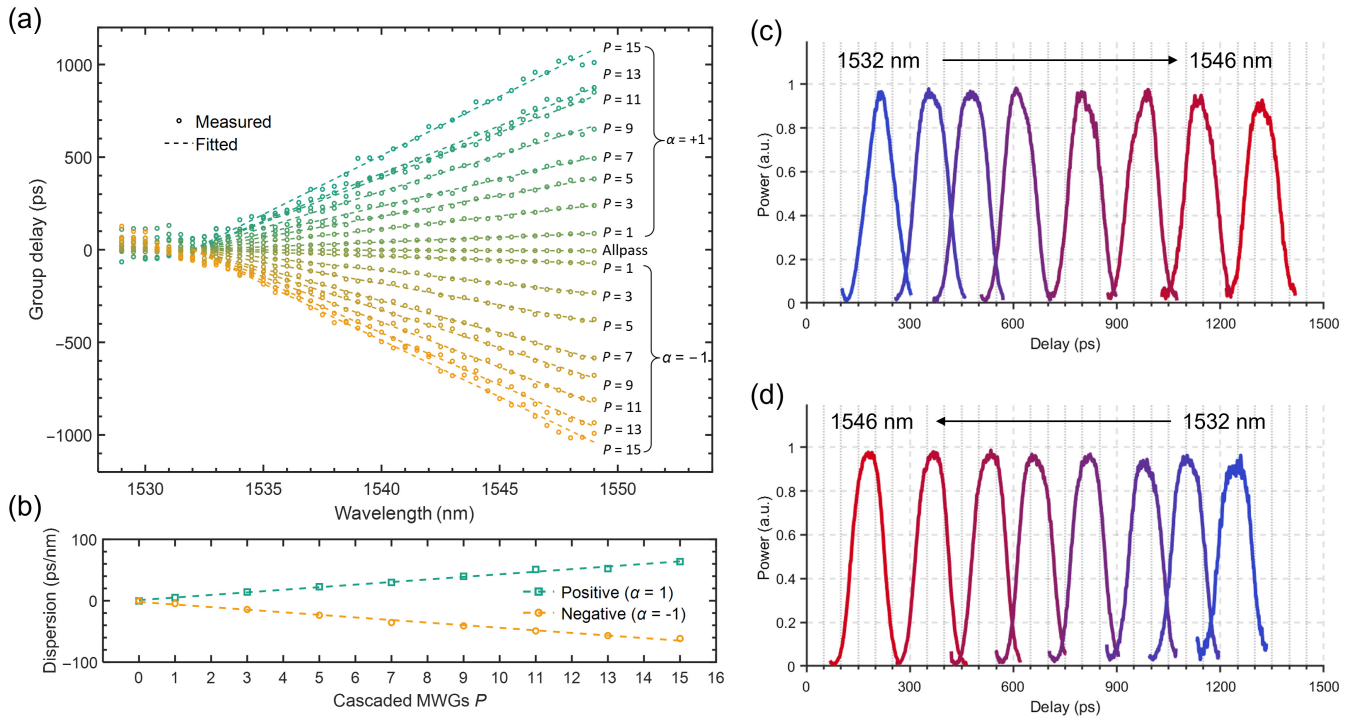 (a)
1000
500
0
−500
−1000
Group delay (ps)
Measured
Fitted
P = 15
P = 13
P = 11
P = 9
P = 7
P = 5
P = 3
P = 1
α = +1
Allpass
P = 1
P = 3
P = 5
P = 7
P = 9
P = 11
P = 13
P = 15
α = −1
1530 1535 1540 1545 1550
Wavelength (nm)
(b)
100
0
−100
Dispersion (ps/nm)
Positive (α = 1)
Negative (α = -1)
0 1 2 3 4 5 6 7 8 9 10 11 12 13 14 15 16
Cascaded MWGs P
(c)
1532 nm 1546 nm
1
0.8
0.6
0.4
0.2
0
Power (a.u.)
0 300 600 900 1200 1500
Delay (ps)
(d)
1546 nm 1532 nm
1
0.8
0.6
0.4
0.2
0
Power (a.u.)
0 300 600 900 1200 1500
Delay (ps)